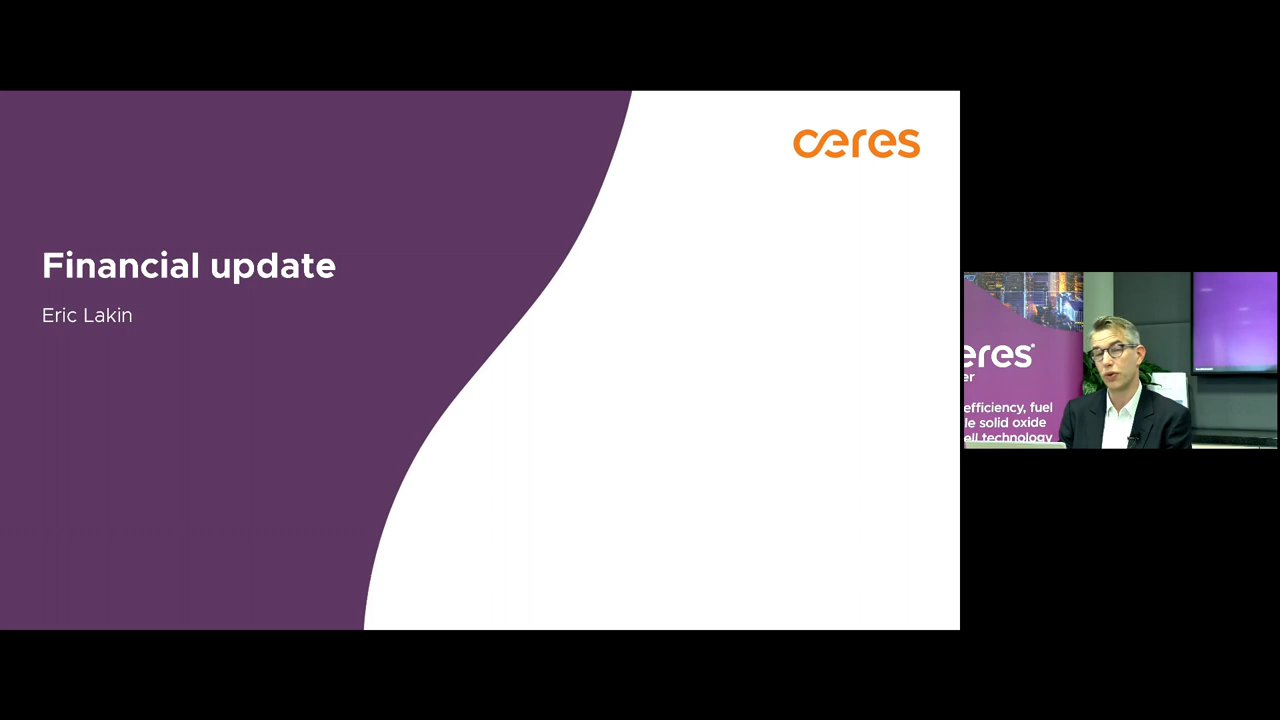 ceres
Financial update
Eric Lakin
eres
er
efficiency, fuel
le solid oxide
ell technology